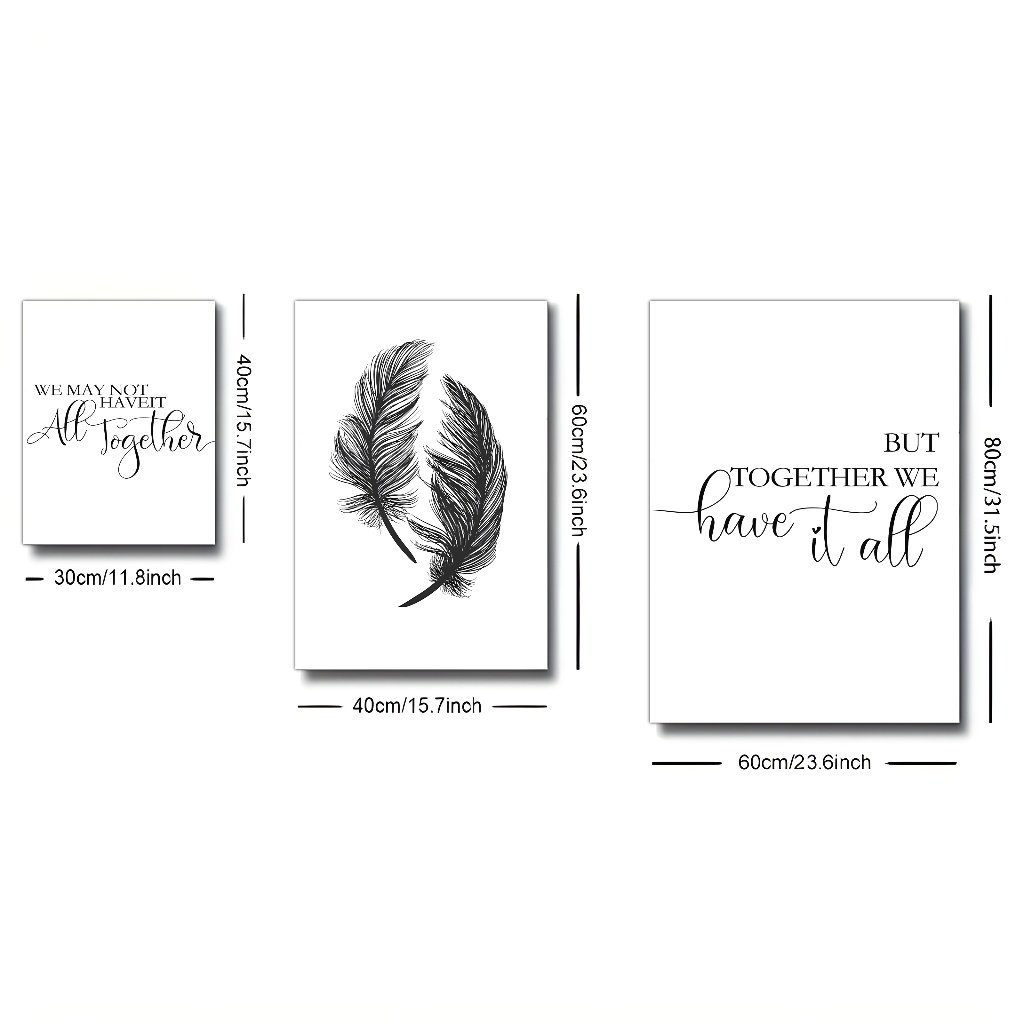 WE MAY NOT
HAVEIT
All Together
40cm/15.7inch
30cm/11.8inch
60cm/23.6inch
40cm/15.7inch
BUT
TOGETHER WE
have it all
80cm/31.5inch
60cm/23.6inch